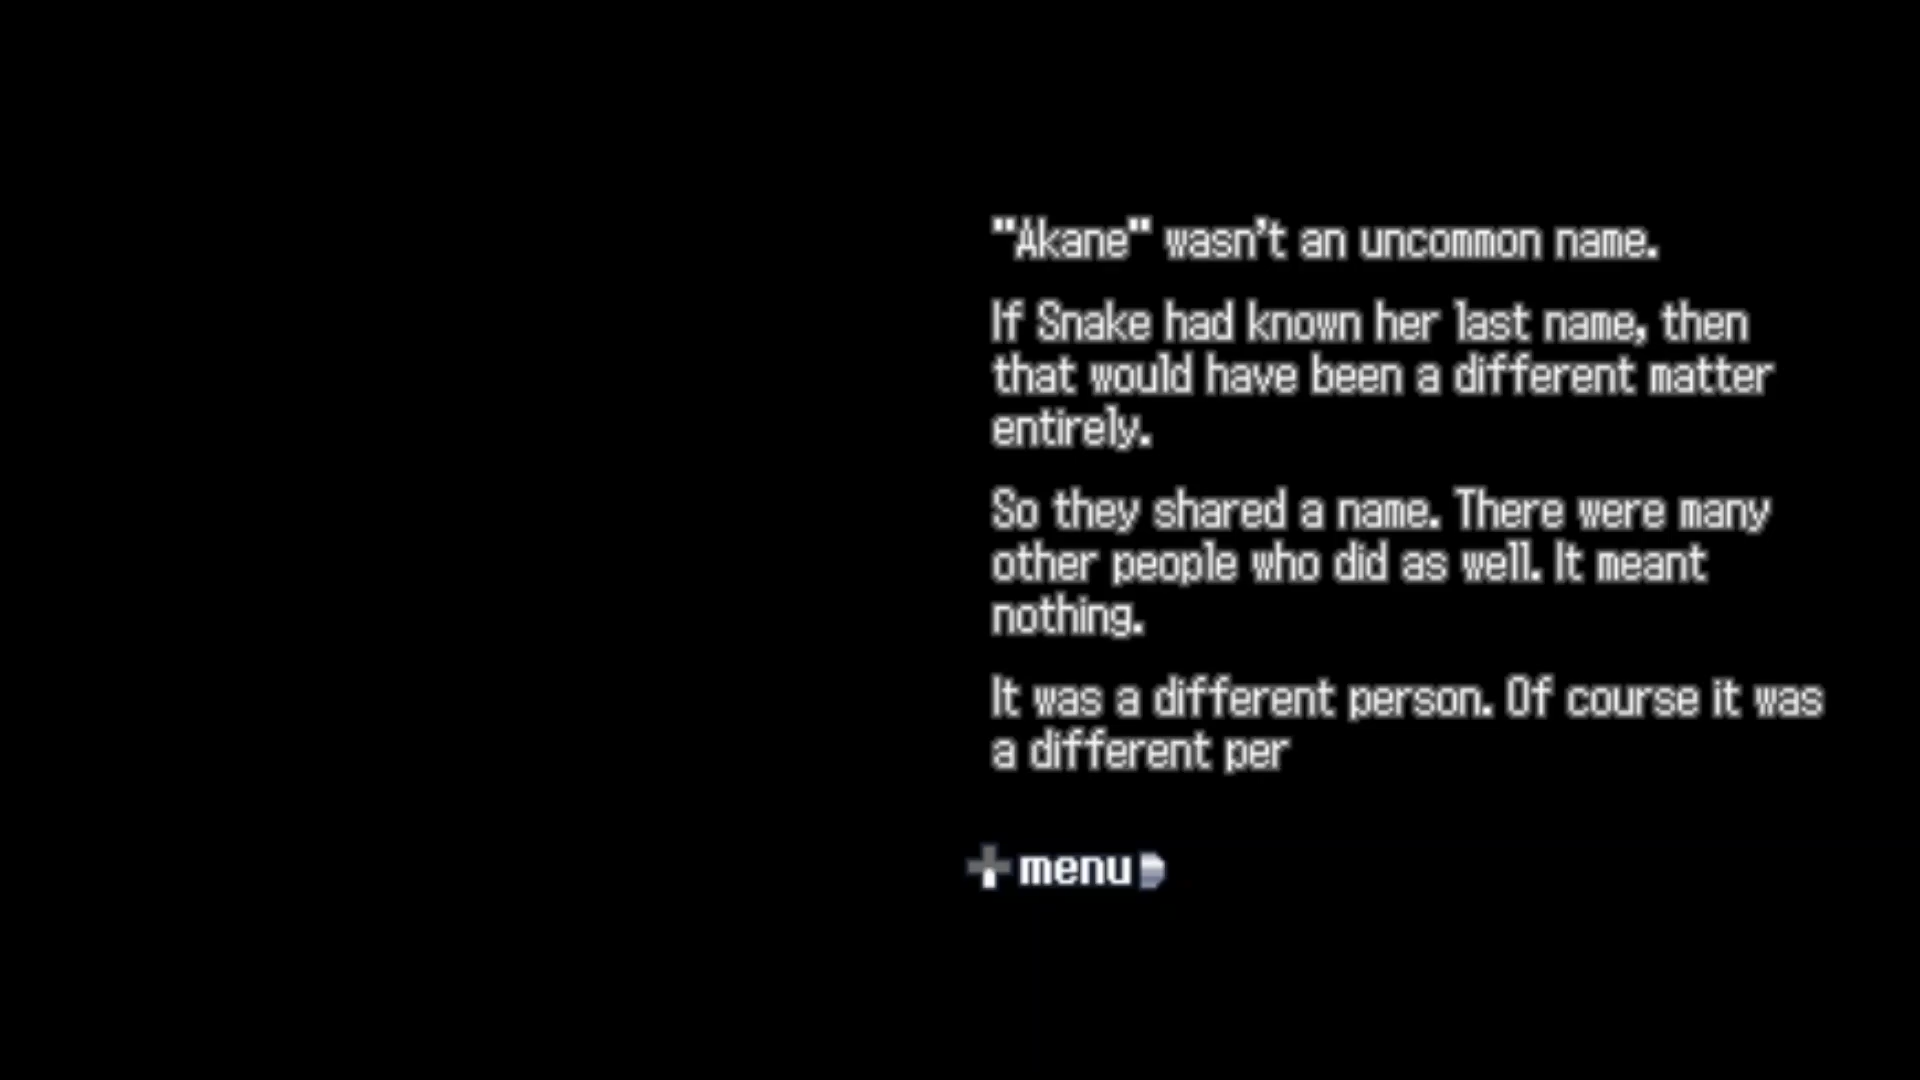 "Akane" wasn't an uncommon name.
If Snake had known her last name, then
that would have been a different matter
entirely.
So they shared a name. There were many
other people who did as well. It meant
nothing.
It was a different person. Of course it was
a different per
menu